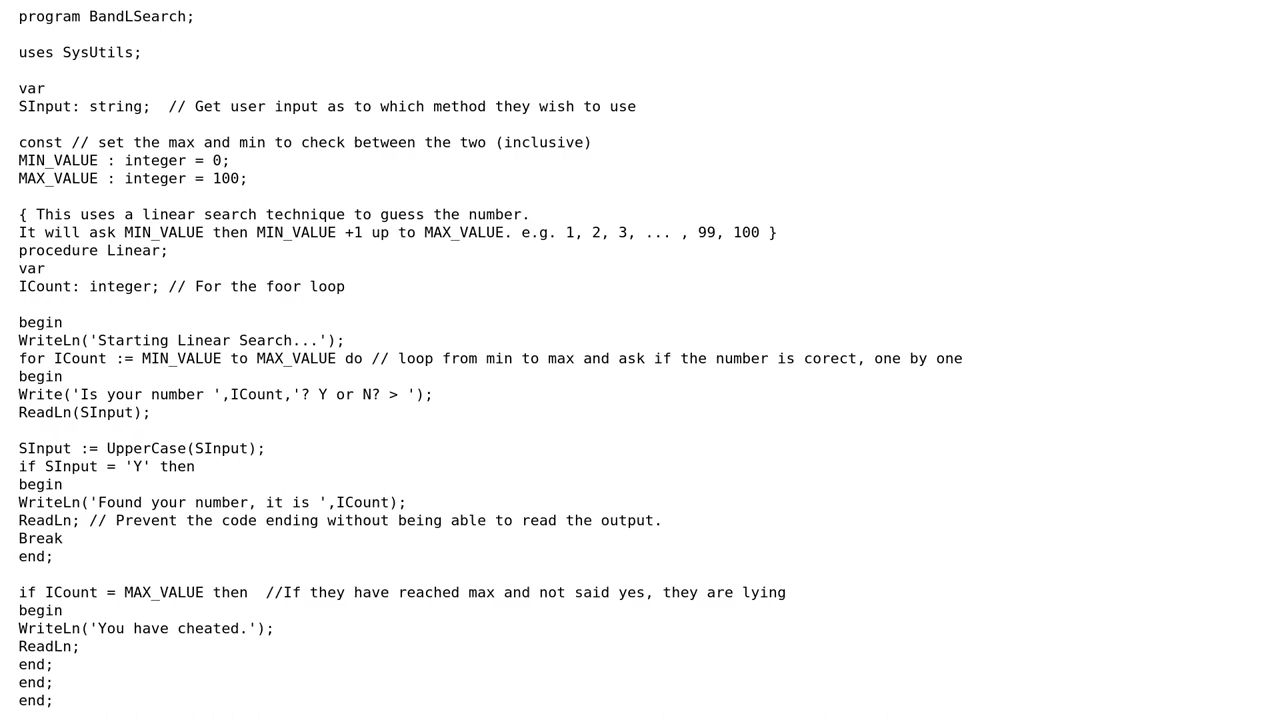 program BandLSearch;
uses SysUtils;
var
SInput: string;  // Get user input as to which method they wish to use
const // set the max and min to check between the two (inclusive)
MIN_VALUE : integer = 0;
MAX_VALUE : integer = 100;
{ This uses a linear search technique to guess the number.
It will ask MIN_VALUE then MIN_VALUE +1 up to MAX_VALUE. e.g. 1, 2, 3, ... , 99, 100 }
procedure Linear;
var
ICount: integer; // For the foor loop
begin
WriteLn('Starting Linear Search...');
for ICount := MIN_VALUE to MAX_VALUE do // loop from min to max and ask if the number is corect, one by one
begin
Write('Is your number ',ICount,'? Y or N? > ');
ReadLn(SInput);
SInput := UpperCase(SInput);
if SInput = 'Y' then
begin
WriteLn('Found your number, it is ',ICount);
ReadLn; // Prevent the code ending without being able to read the output.
Break
end;
if ICount = MAX_VALUE then  //If they have reached max and not said yes, they are lying
begin
WriteLn('You have cheated.');
ReadLn;
end;
end;
end;